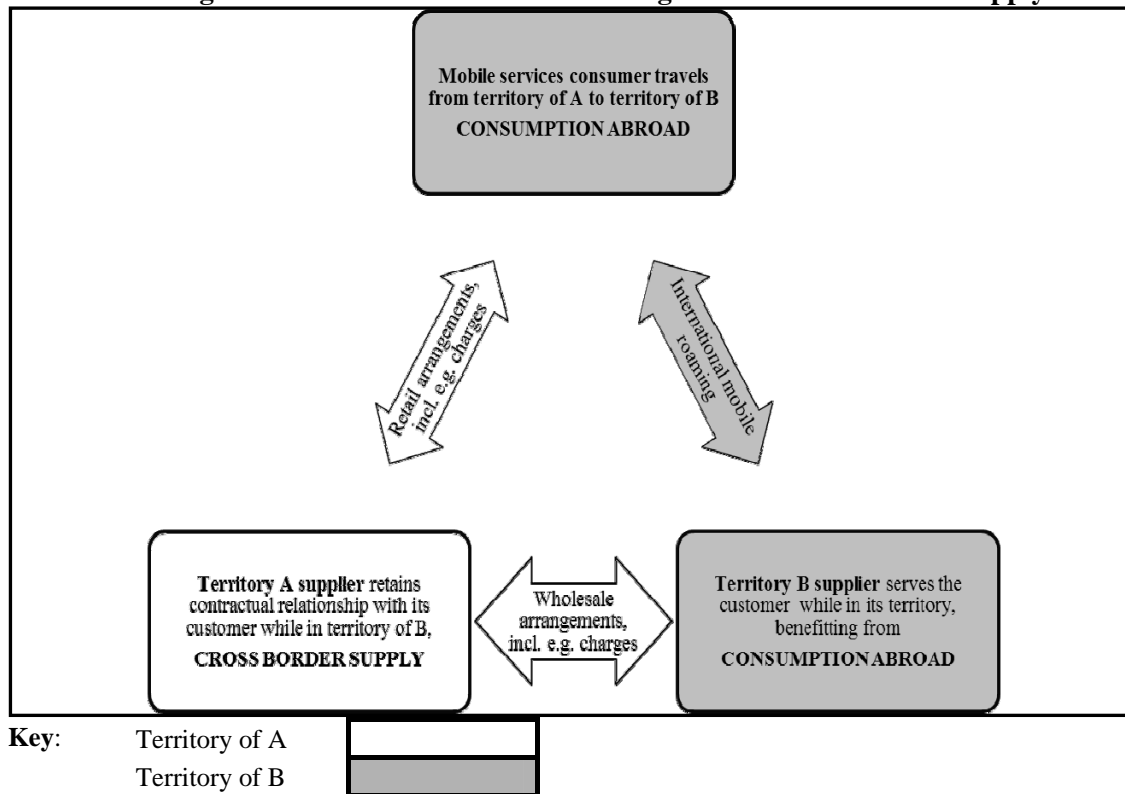 Mobile services consumer travels
from territory of A to territory of B
CONSUMPTION ABROAD
Retail arrangements,
incl. e.g. charges
International mobile
roaming
Territory A supplier retains
contractual relationship with its
customer while in territory of B,
CROSS BORDER SUPPLY
Wholesale
arrangements,
incl. e.g. charges
Territory B supplier serves the
customer while in its territory,
benefitting from
CONSUMPTION ABROAD
Key: Territory of A
Territory of B